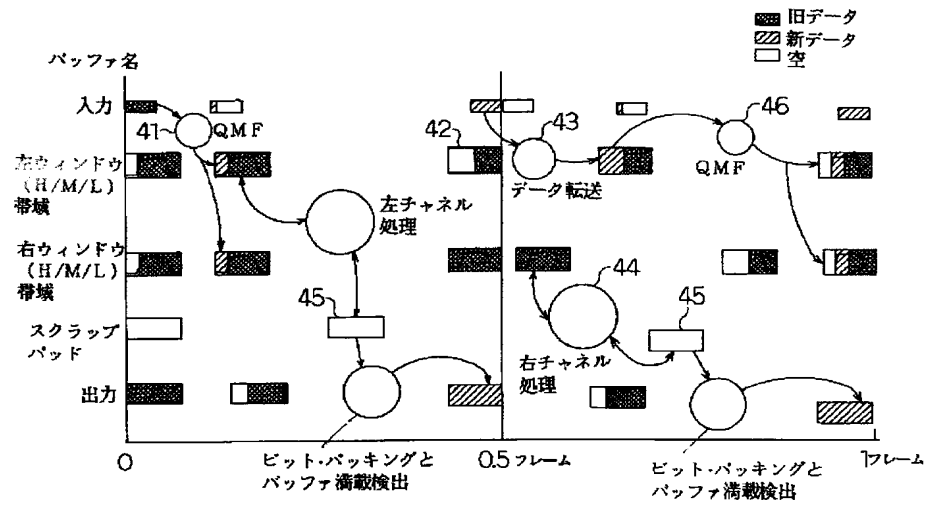 旧データ
新データ
空
バッファ名
入力
41
QMF
左ウィンドウ
(H/M/L)
帯域
右ウィンドウ
(H/M/L)
帯域
スクラップ
パッド
出力
左チャネル
処理
45
42
43
データ転送
46
QMF
44
右チャネル
処理
45
0
0.5フレーム
1フレーム
ビット・パッキングと
バッファ満載検出
ビット・パッキングと
バッファ満載検出